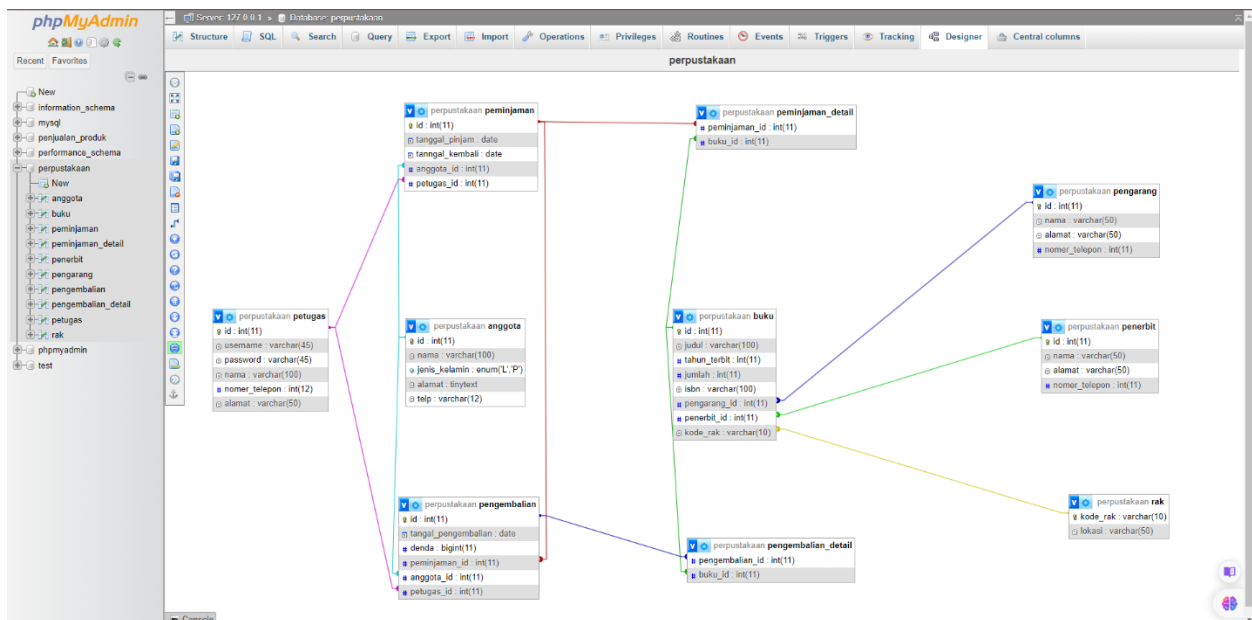 phpMyAdmin
Recent Favorites
New
information_schema
mysql
penjualan_produk
performance_schema
perpustakaan
New
anggota
buku
peminjaman
peminjaman_detail
penerbit
pengarang
pengembalian
pengembalian_detail
petugas
rak
phpmyadmin
test
Server: 127.0.0.1 » Database: perpustakaan
Structure SQL Search Query Export Import Operations Privileges Routines Events Triggers Tracking Designer Central columns
perpustakaan
perpustakaan peminjaman
id : int(11)
tanggal_pinjam : date
tanngal_kembali : date
anggota_id : int(11)
petugas_id : int(11)
perpustakaan peminjaman_detail
peminjaman_id : int(11)
buku_id : int(11)
perpustakaan pengarang
id : int(11)
nama : varchar(50)
alamat : varchar(50)
nomer_telepon : int(11)
perpustakaan petugas
id : int(11)
username : varchar(45)
password : varchar(45)
nama : varchar(100)
nomer_telepon : int(12)
alamat : varchar(50)
perpustakaan anggota
id : int(11)
nama : varchar(100)
jenis_kelamin : enum('L','P')
alamat : tinytext
telp : varchar(12)
perpustakaan buku
id : int(11)
judul : varchar(100)
tahun_terbit : int(11)
jumlah : int(11)
isbn : varchar(100)
pengarang_id : int(11)
penerbit_id : int(11)
kode_rak : varchar(10)
perpustakaan penerbit
id : int(11)
nama : varchar(50)
alamat : varchar(50)
nomer_telepon : int(11)
perpustakaan pengembalian
id : int(11)
tangal_pengombalian : date
denda : bigint(11)
peminjaman_id : int(11)
anggota_id : int(11)
petugas_id : int(11)
perpustakaan pengembalian_detail
pengembalian_id : int(11)
buku_id : int(11)
perpustakaan rak
kode_rak : varchar(10)
lokasi : varchar(50)
Console